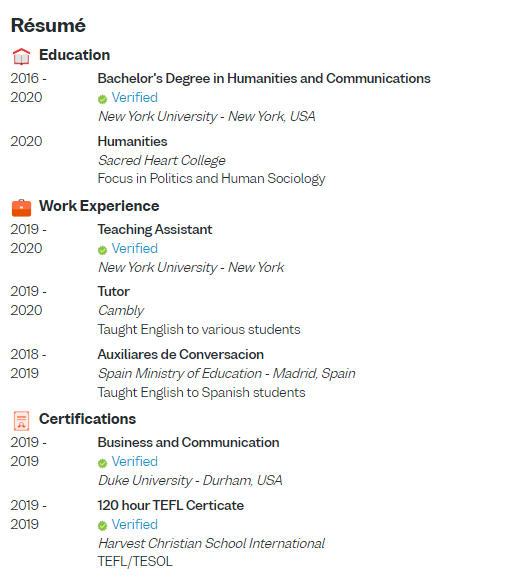 Résumé
Education
2016 - Bachelor's Degree in Humanities and Communications
2020 Verified
New York University - New York, USA
2020 Humanities
Sacred Heart College
Focus in Politics and Human Sociology
Work Experience
2019 - Teaching Assistant
2020 Verified
New York University - New York
2019 - Tutor
2020 Cambly
Taught English to various students
2018 - Auxiliares de Conversacion
2019 Spain Ministry of Education - Madrid, Spain
Taught English to Spanish students
Certifications
2019 - Business and Communication
2019 Verified
Duke University - Durham, USA
2019 - 120 hour TEFL Certicate
2019 Verified
Harvest Christian School International
TEFL/TESOL